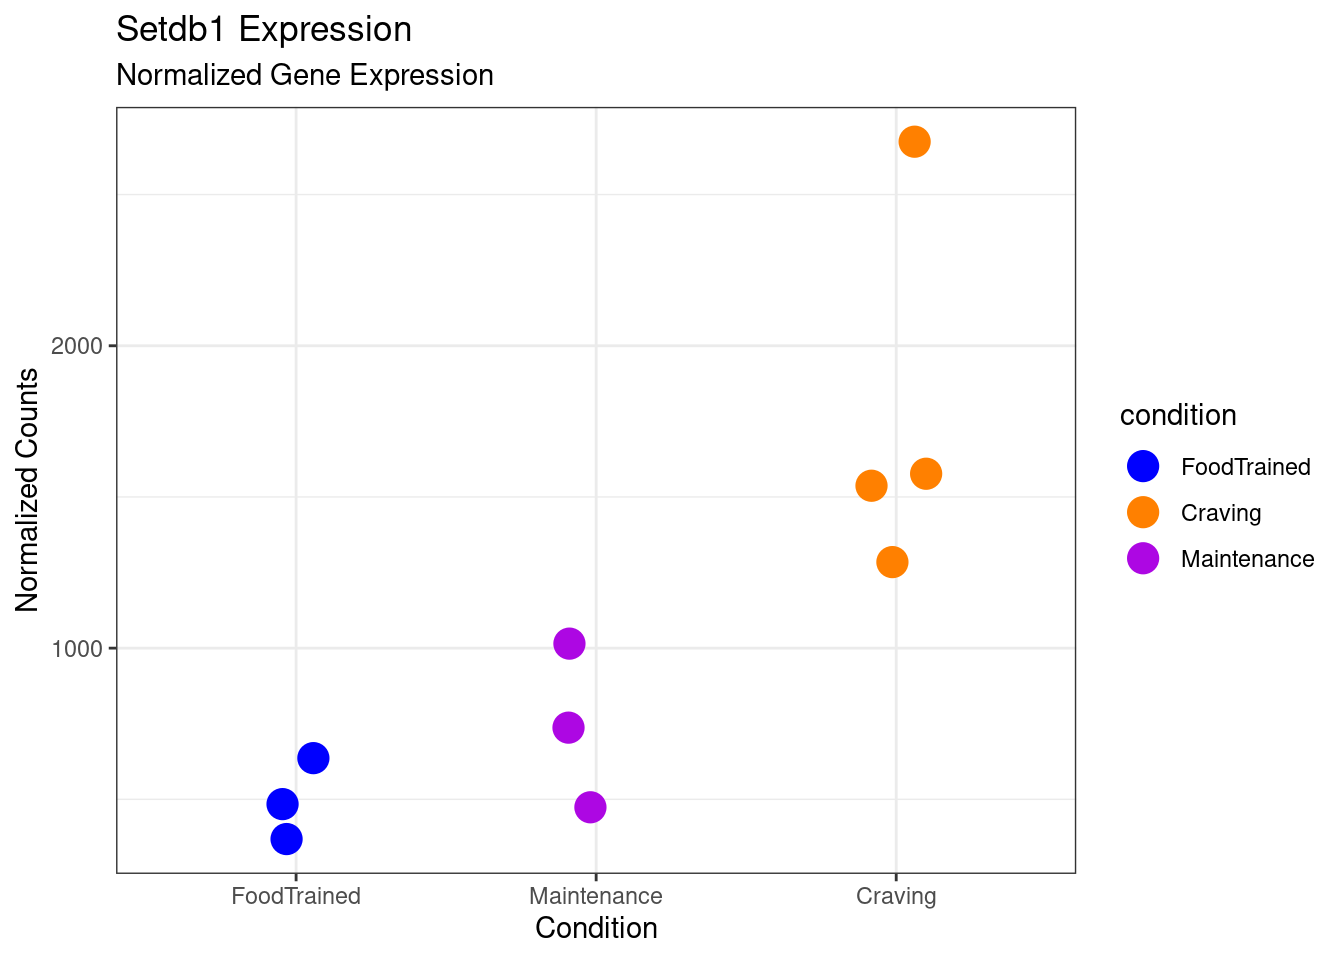 Setdb1 Expression
Normalized Gene Expression
Normalized Counts
2000
1000
FoodTrained
Maintenance
Craving
Condition
condition
FoodTrained
Craving
Maintenance